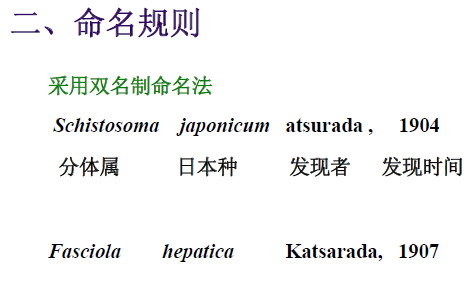 二、命名规则
采用双名制命名法
Schistosoma japonicum atsurada , 1904
分体属 日本种 发现者 发现时间
Fasciola hepatica Katsarada, 1907